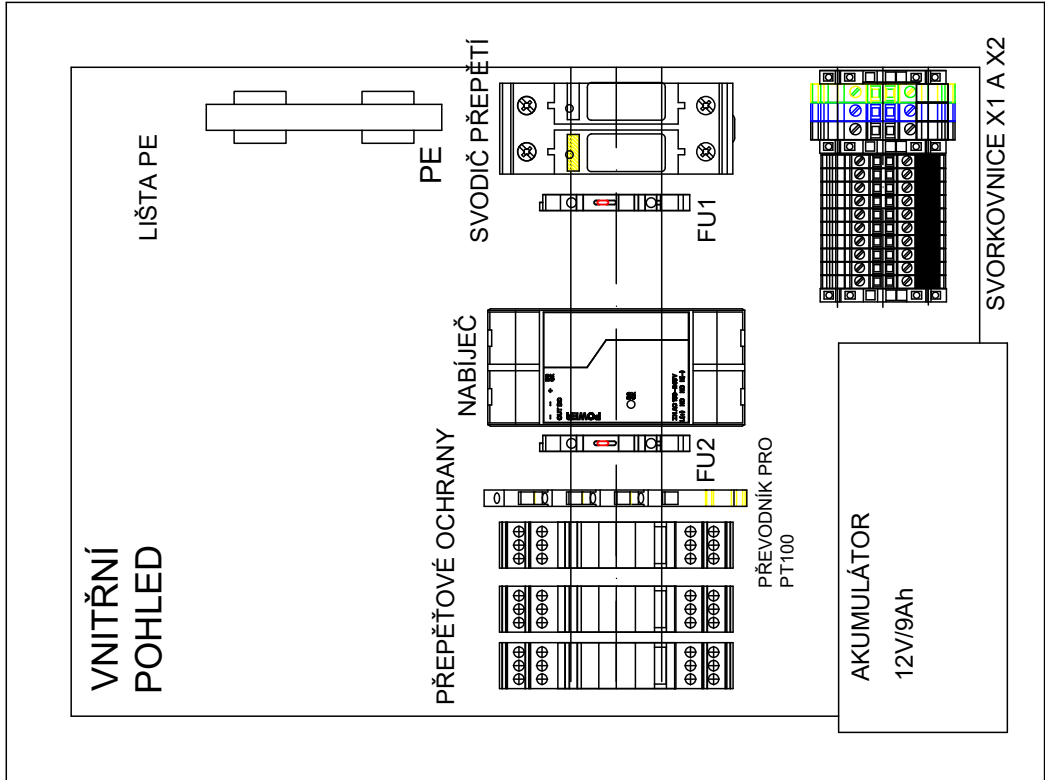 VNITŘNÍ
POHLED
LIŠTA PE
PE
PŘEPĚŤOVÉ OCHRANY
NABÍJEČ
SVODIČ PŘEPĚTÍ
FU2
FU1
PŘEVODNÍK PRO
PT100
POWER
AKUMULÁTOR
12V/9Ah
SVORKOVNICE X1 A X2